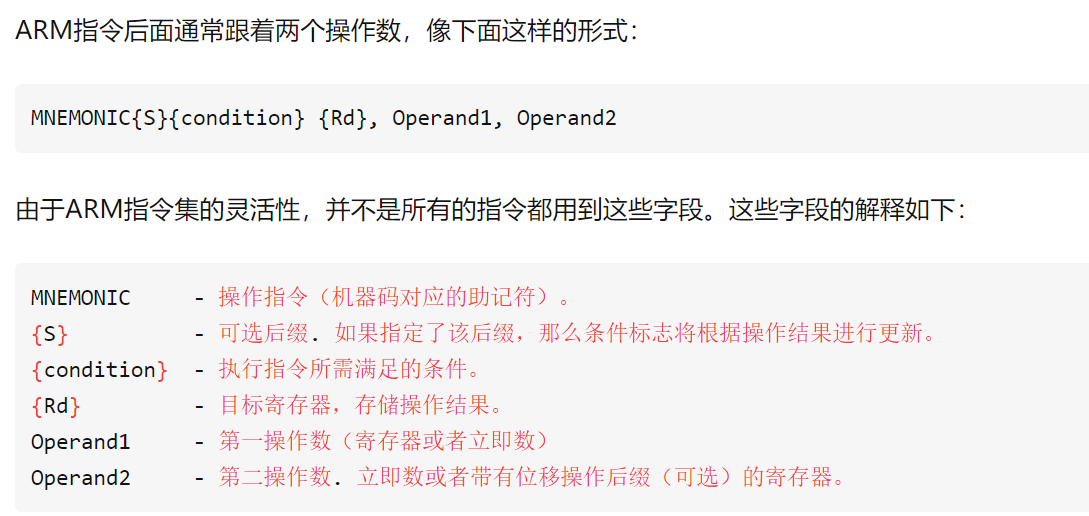 ARM指令后面通常跟着两个操作数，像下面这样的形式：
MNEMONIC{S}{condition} {Rd}, Operand1, Operand2
由于ARM指令集的灵活性，并不是所有的指令都用到这些字段。这些字段的解释如下：
MNEMONIC     - 操作指令（机器码对应的助记符）。
{S}          - 可选后缀. 如果指定了该后缀，那么条件标志将根据操作结果进行更新。
{condition}  - 执行指令所需满足的条件。
{Rd}         - 目标寄存器，存储操作结果。
Operand1     - 第一操作数（寄存器或者立即数）
Operand2     - 第二操作数. 立即数或者带有位移操作后缀（可选）的寄存器。